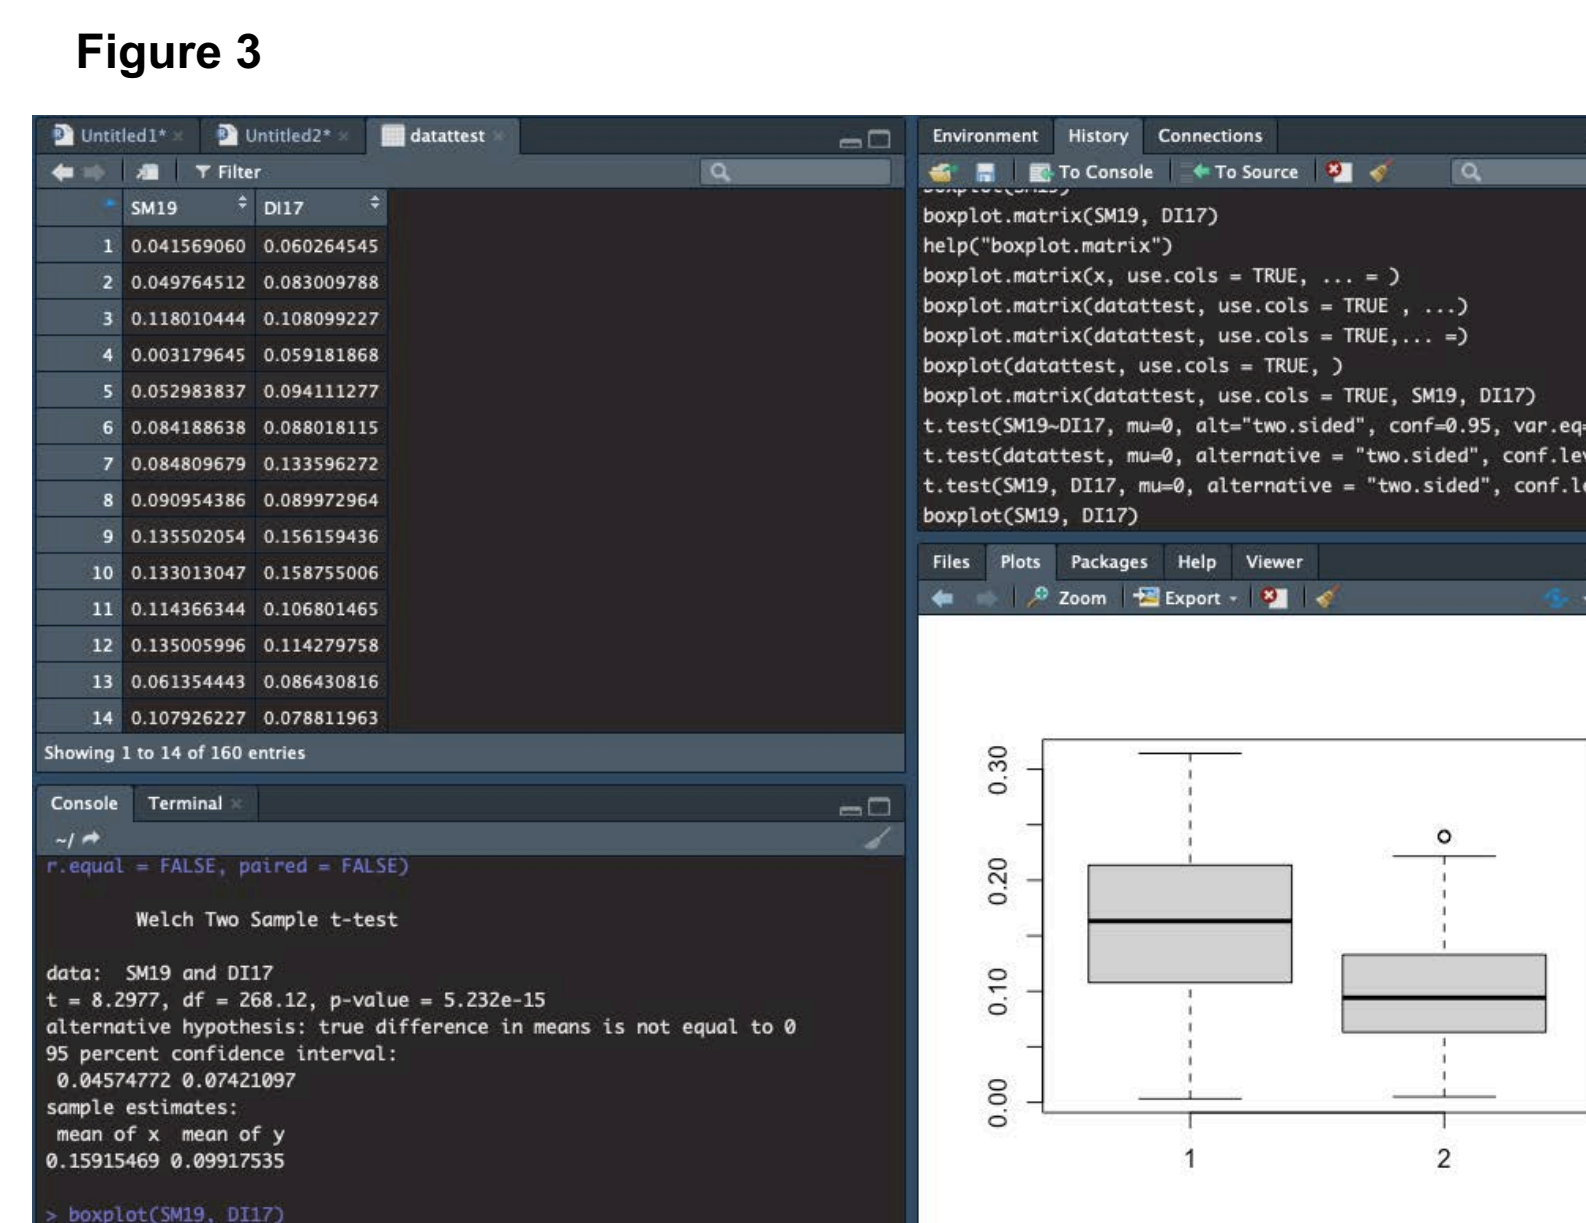 Figure 3
Untitled1* Untitled2* datattest
Filter
SM19 DI17
1 0.041569060 0.060264545
2 0.049764512 0.083009788
3 0.118010444 0.108099227
4 0.003179645 0.059181868
5 0.052983837 0.094111277
6 0.084188638 0.088018115
7 0.084809679 0.133596272
8 0.090954386 0.089972964
9 0.135502054 0.156159436
10 0.133013047 0.158755006
11 0.114366344 0.106801465
12 0.135005996 0.114279758
13 0.061354443 0.086430816
14 0.107926227 0.078811963
Showing 1 to 14 of 160 entries
Console Terminal
~/
r.equal = FALSE, paired = FALSE)
Welch Two Sample t-test
data: SM19 and DI17
t = 8.2977, df = 268.12, p-value = 5.232e-15
alternative hypothesis: true difference in means is not equal to 0
95 percent confidence interval:
0.04574772 0.07421097
sample estimates:
mean of x mean of y
0.15915469 0.09917535
> boxplot(SM19, DI17)
Environment History Connections
To Console To Source
boxplot(SM19)
boxplot.matrix(SM19, DI17)
help("boxplot.matrix")
boxplot.matrix(x, use.cols = TRUE, ... = )
boxplot.matrix(datattest, use.cols = TRUE , ...)
boxplot.matrix(datattest, use.cols = TRUE,... =)
boxplot(datattest, use.cols = TRUE, )
boxplot.matrix(datattest, use.cols = TRUE, SM19, DI17)
t.test(SM19~DI17, mu=0, alt="two.sided", conf=0.95, var.eq=
t.test(datattest, mu=0, alternative = "two.sided", conf.lev
t.test(SM19, DI17, mu=0, alternative = "two.sided", conf.le
boxplot(SM19, DI17)
Files Plots Packages Help Viewer
Zoom Export
0.30
0.20
0.10
0.00
1 2